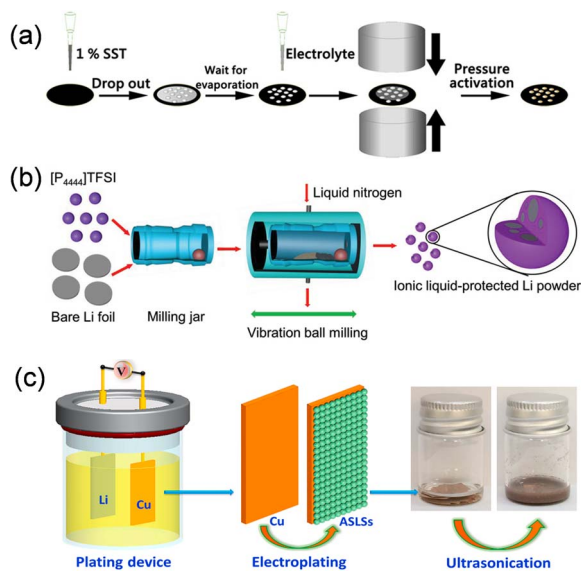 (a)
1 % SST
Drop out
Wait for
evaporation
Electrolyte
Pressure
activation
(b)
[P4444]TFSI
Bare Li foil
Milling jar
Liquid nitrogen
Vibration ball milling
Ionic liquid-protected Li powder
(c)
V
Li
Cu
Plating device
Cu
ASLSs
Electroplating
Ultrasonication